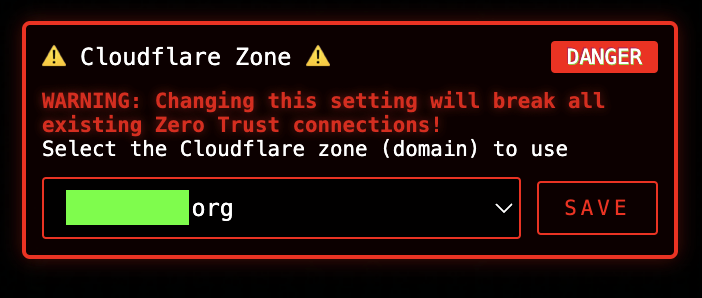 ⚠️ Cloudflare Zone ⚠️
DANGER
WARNING: Changing this setting will break all
existing Zero Trust connections!
Select the Cloudflare zone (domain) to use
org
SAVE